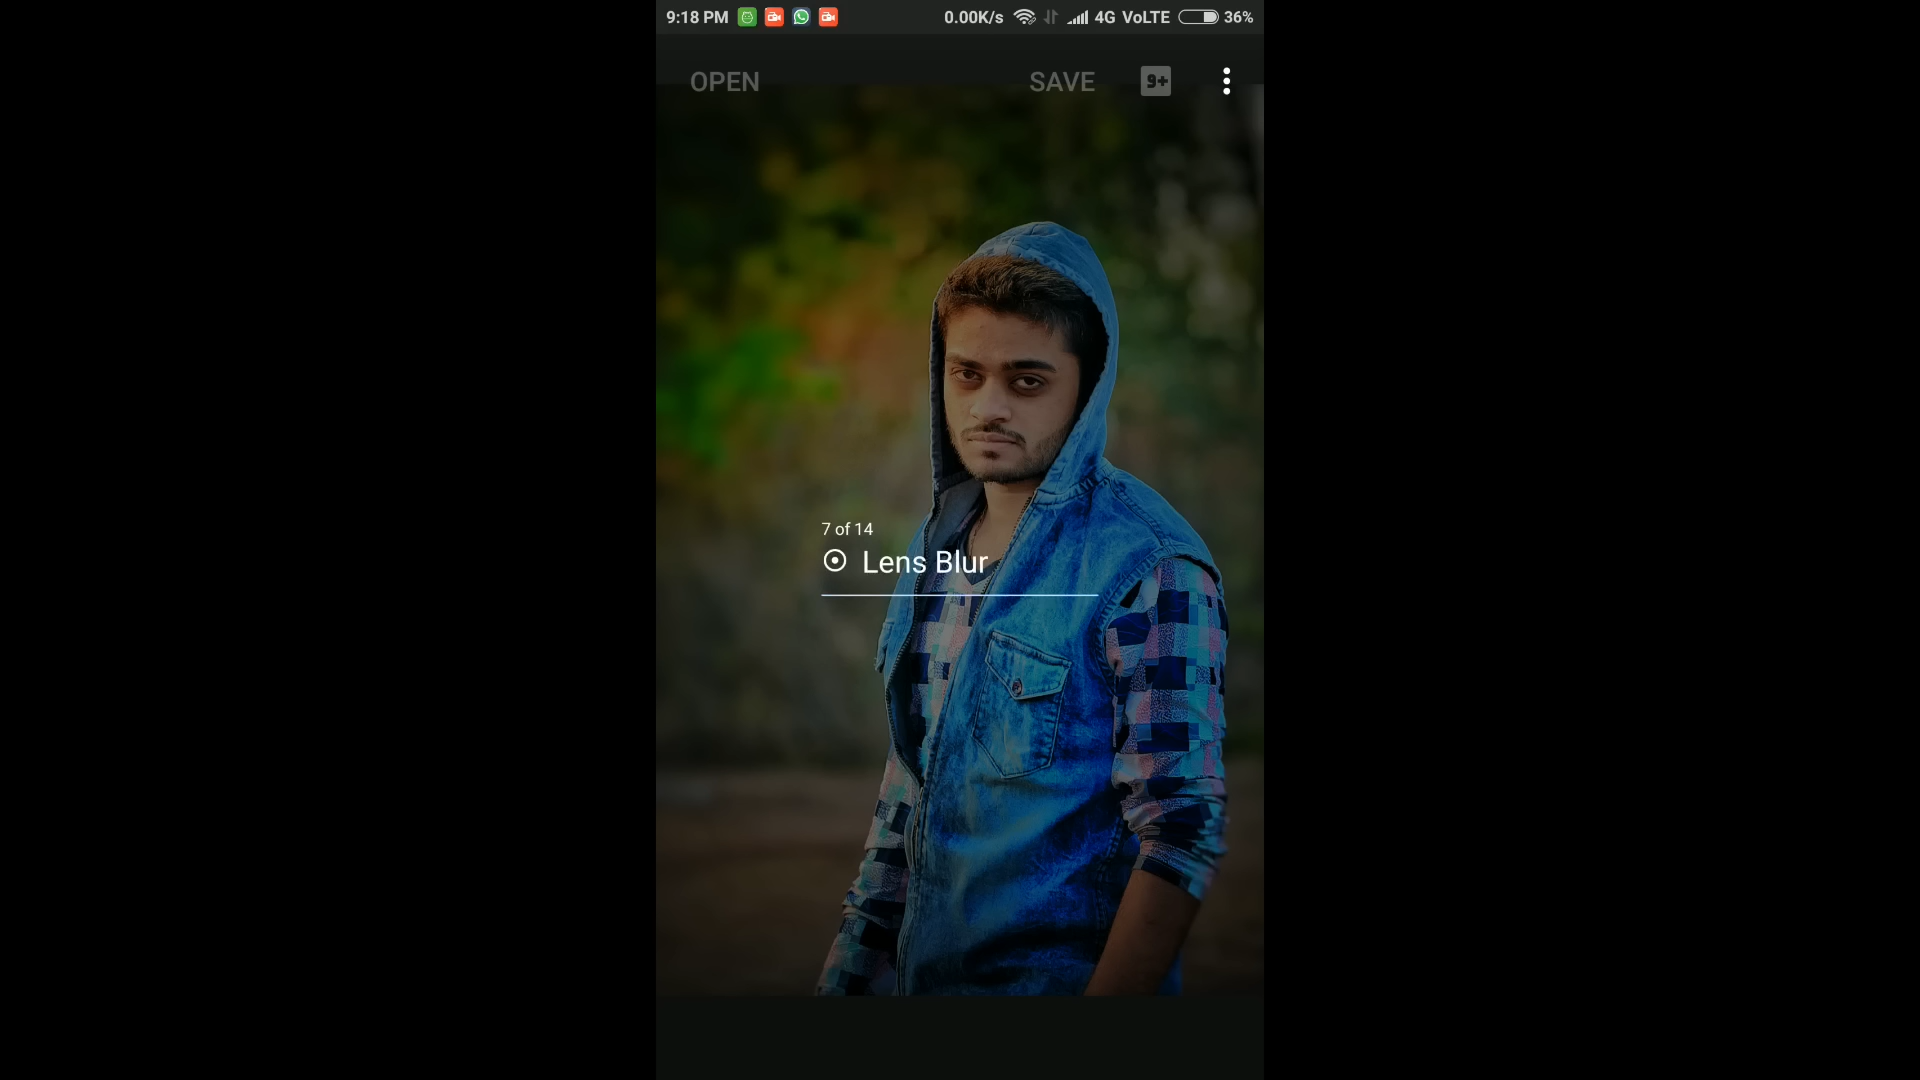 9:18 PM 0.00K/s 4G VoLTE 36%
OPEN SAVE 9+
7 of 14
Lens Blur